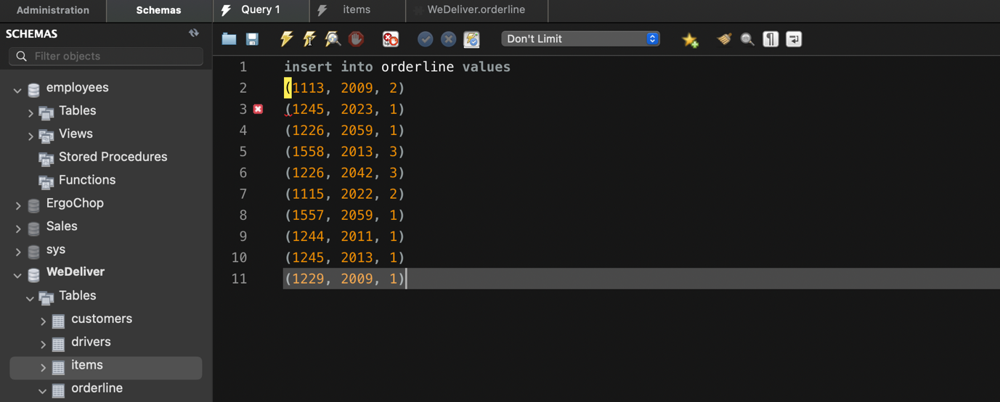 Administration
Schemas
Query 1
items
WeDeliver.orderline
SCHEMAS
Filter objects
Don't Limit
employees
Tables
Views
Stored Procedures
Functions
ErgoChop
Sales
sys
WeDeliver
Tables
customers
drivers
items
orderline
1 insert into orderline values
2 (1113, 2009, 2)
3 (1245, 2023, 1)
4 (1226, 2059, 1)
5 (1558, 2013, 3)
6 (1226, 2042, 3)
7 (1115, 2022, 2)
8 (1557, 2059, 1)
9 (1244, 2011, 1)
10 (1245, 2013, 1)
11 (1229, 2009, 1)